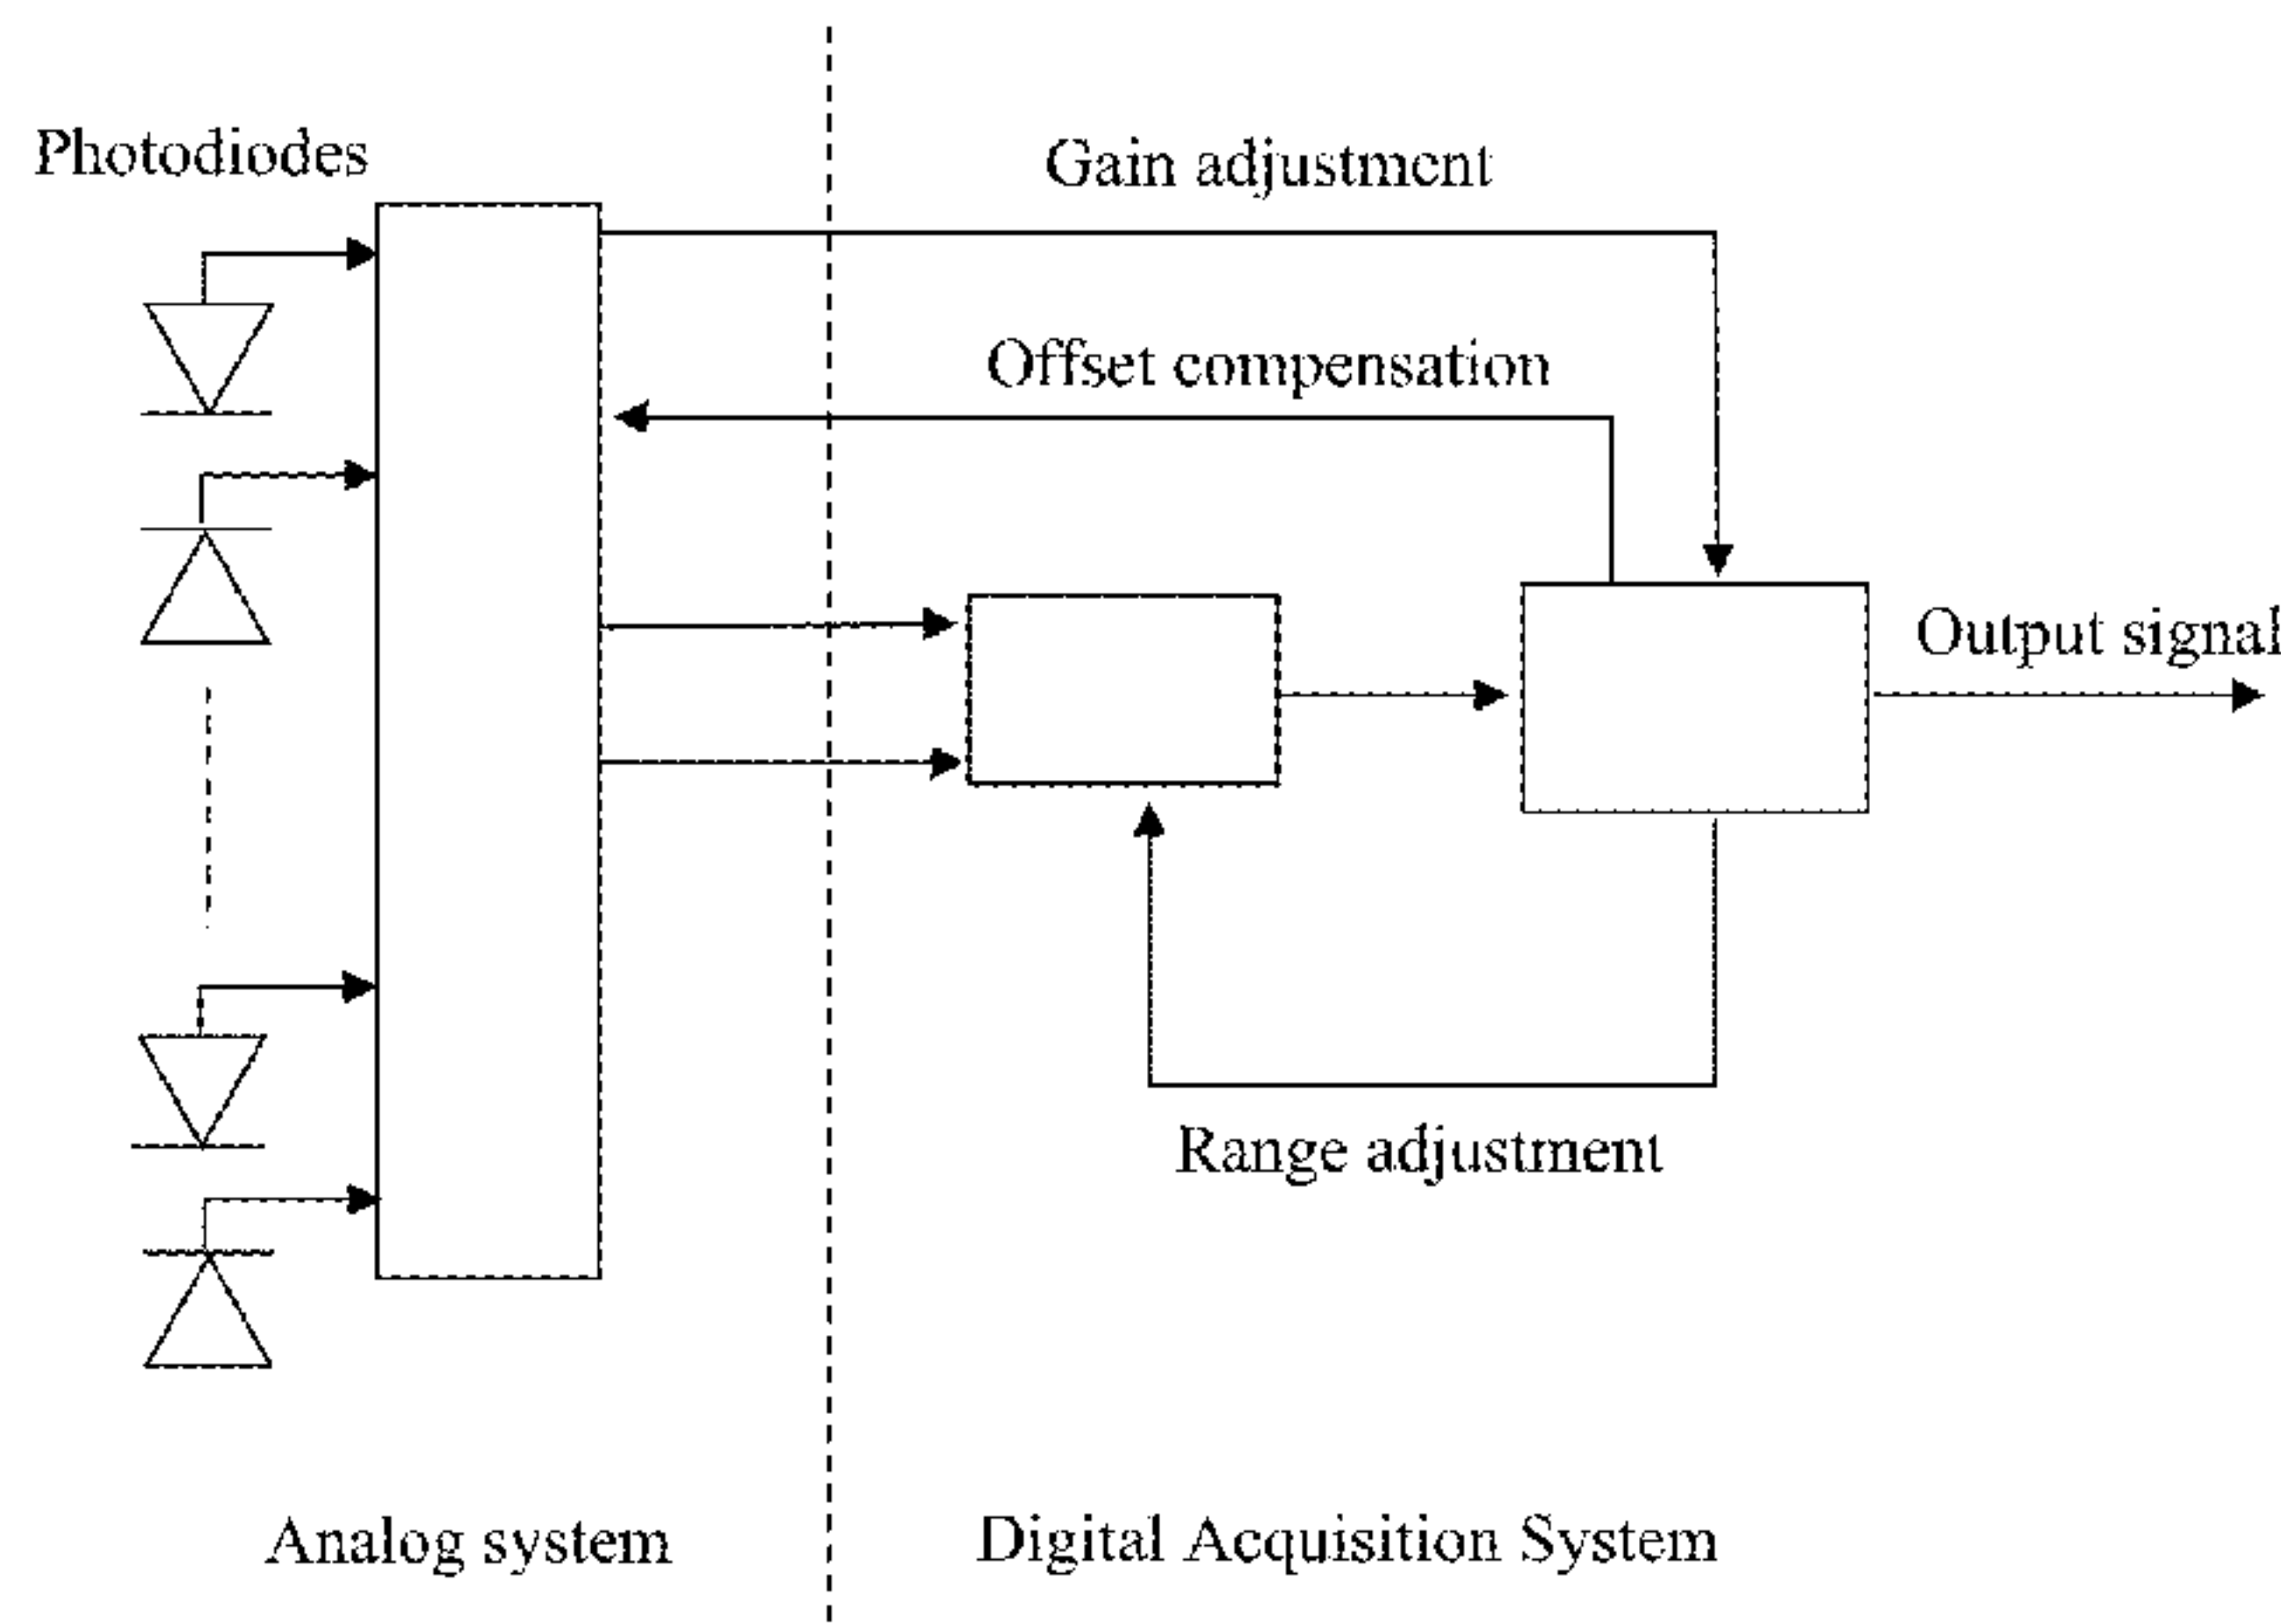 Photodiodes
Gain adjustment
Offset compensation
Output signal
Range adjustment
Analog system
Digital Acquisition System